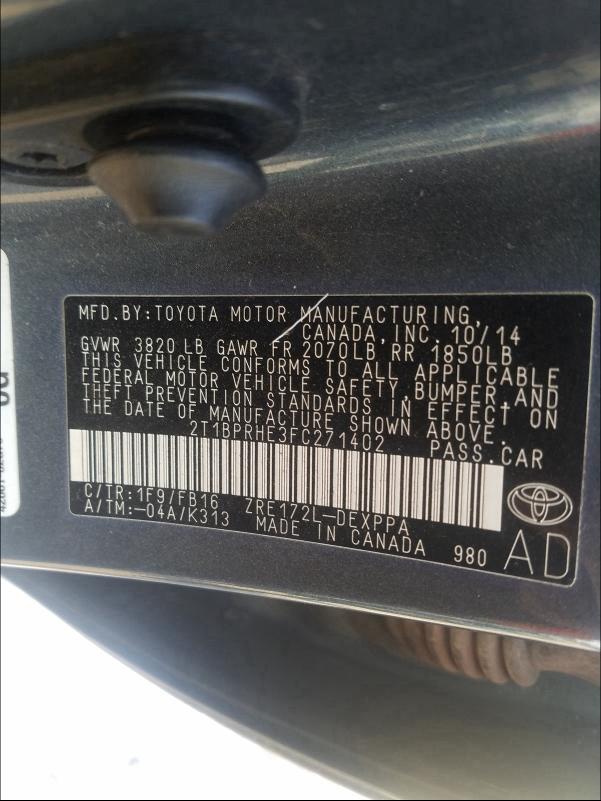 MFD.BY:TOYOTA MOTOR MANUFACTURING,
CANADA, INC. 10/14
GVWR 3820 LB GAWR FR 2070LB RR 1850LB
THIS VEHICLE CONFORMS TO ALL APPLICABLE
FEDERAL MOTOR VEHICLE SAFETY, BUMPER, AND
THEFT PREVENTION STANDARDS IN EFFECT ON
THE DATE OF MANUFACTURE SHOWN ABOVE.
2T1BPRHE3FC271402 PASS.CAR
C/TR:1F9/FB16 ZRE172L-DEXPPA
A/TM:-04A/K313 MADE IN CANADA 980 AD